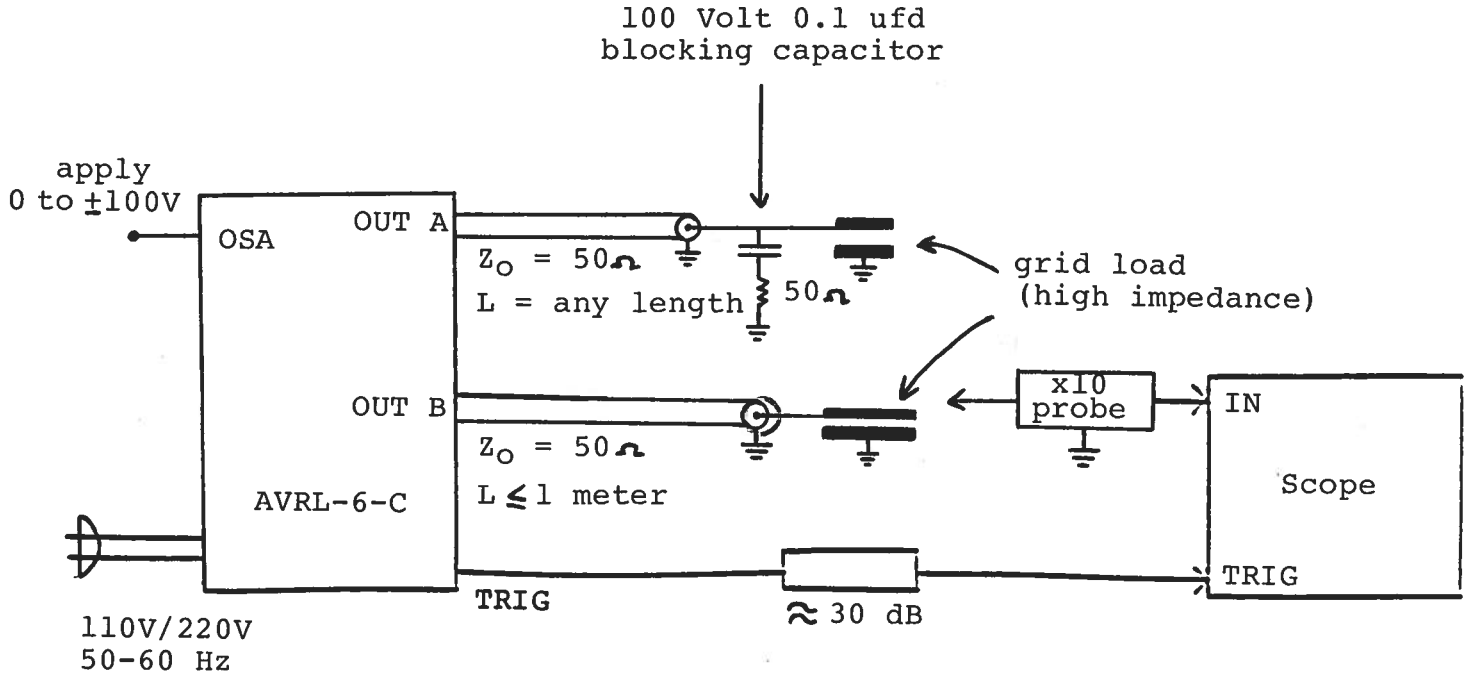 100 Volt 0.1 ufd
blocking capacitor
apply
0 to ±100V
OSA
OUT A
Z₀ = 50Ω
L = any length
50Ω
grid load
(high impedance)
OUT B
Z₀ = 50Ω
L ≤ 1 meter
x10
probe
IN
Scope
AVRL-6-C
TRIG
≈ 30 dB
TRIG
110V/220V
50-60 Hz